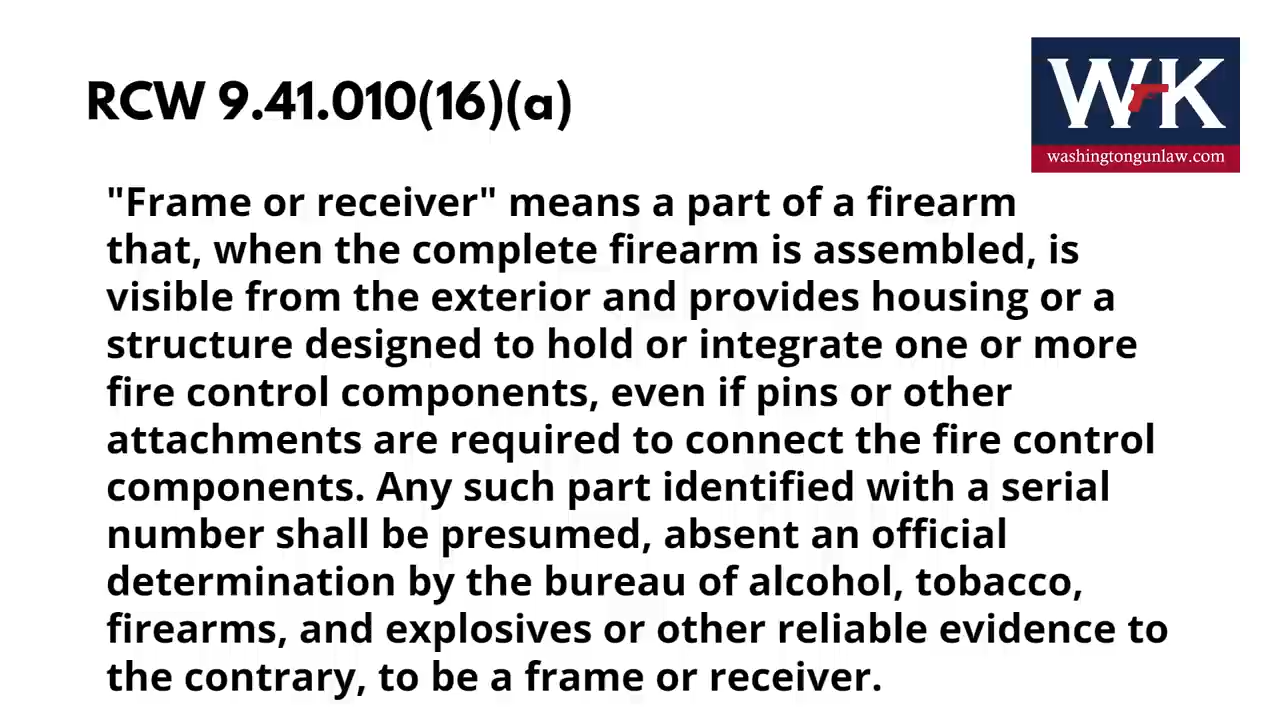 RCW 9.41.010(16)(a)
WK
washingtongunlaw.com
"Frame or receiver" means a part of a firearm
that, when the complete firearm is assembled, is
visible from the exterior and provides housing or a
structure designed to hold or integrate one or more
fire control components, even if pins or other
attachments are required to connect the fire control
components. Any such part identified with a serial
number shall be presumed, absent an official
determination by the bureau of alcohol, tobacco,
firearms, and explosives or other reliable evidence to
the contrary, to be a frame or receiver.